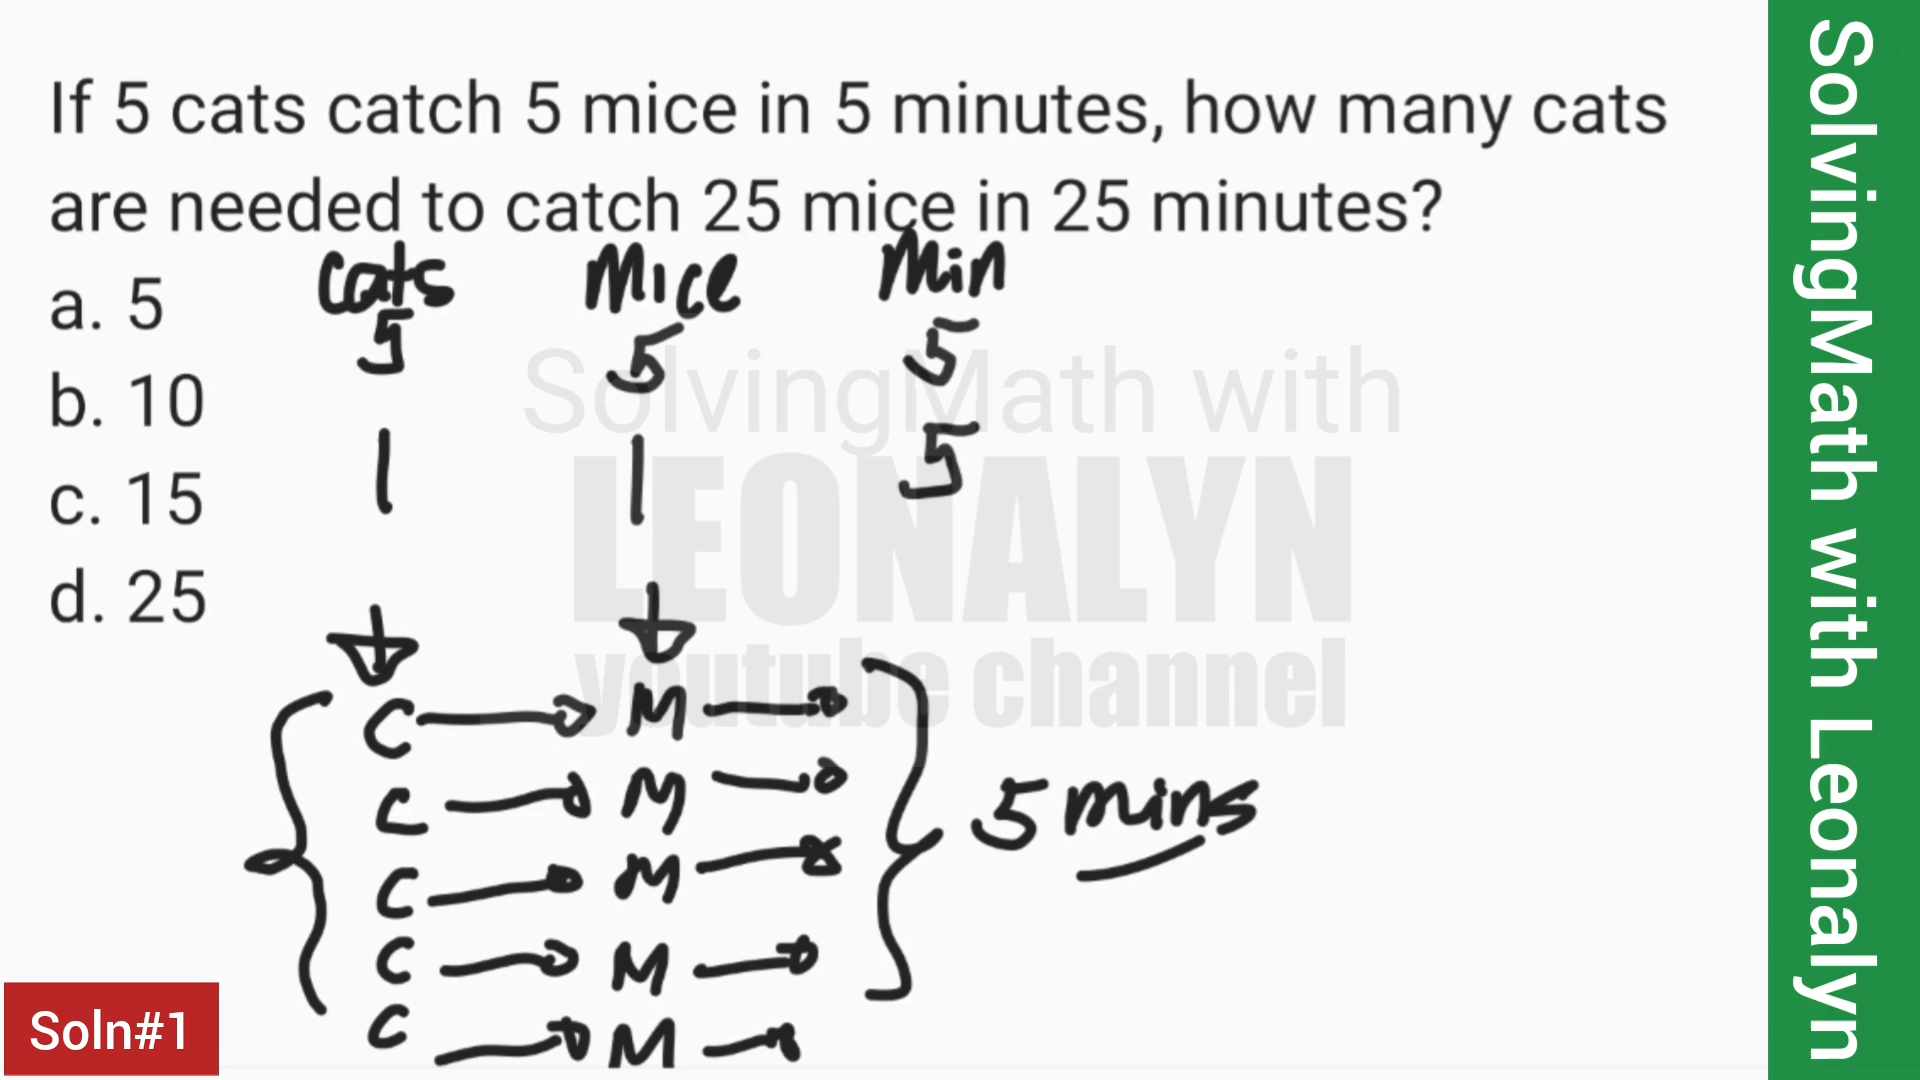 If 5 cats catch 5 mice in 5 minutes, how many cats
are needed to catch 25 mice in 25 minutes?
a. 5
b. 10
c. 15
d. 25
Cats Mice Min
5 5 5
1 1 5
C M
C M
C M
C M
C M
5 mins
SolvingMath with
LEONALYN
youtube channel
Soln#1
SolvingMath with Leonalyn